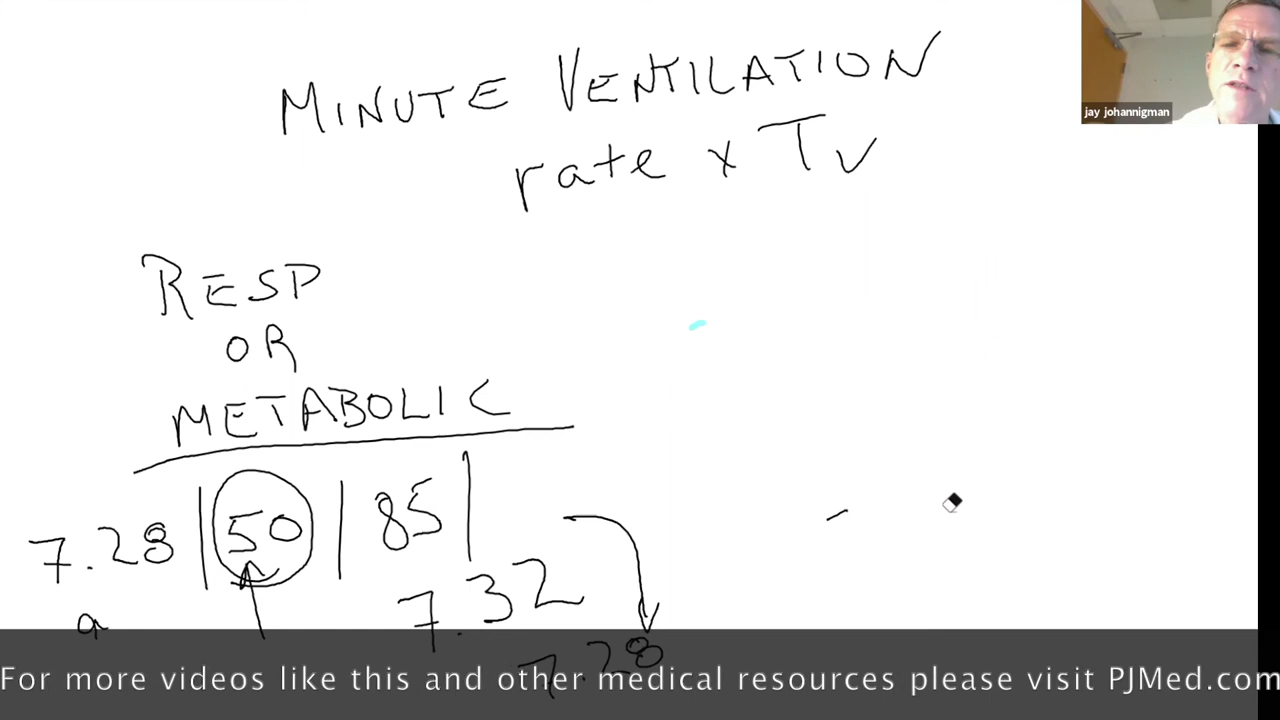 MINUTE VENTILATION
rate x Tv
jay johannigman
RESP
OR
METABOLIC
7.28 | 50 | 85 |
7.32
a
7.28
For more videos like this and other medical resources please visit PJMed.com